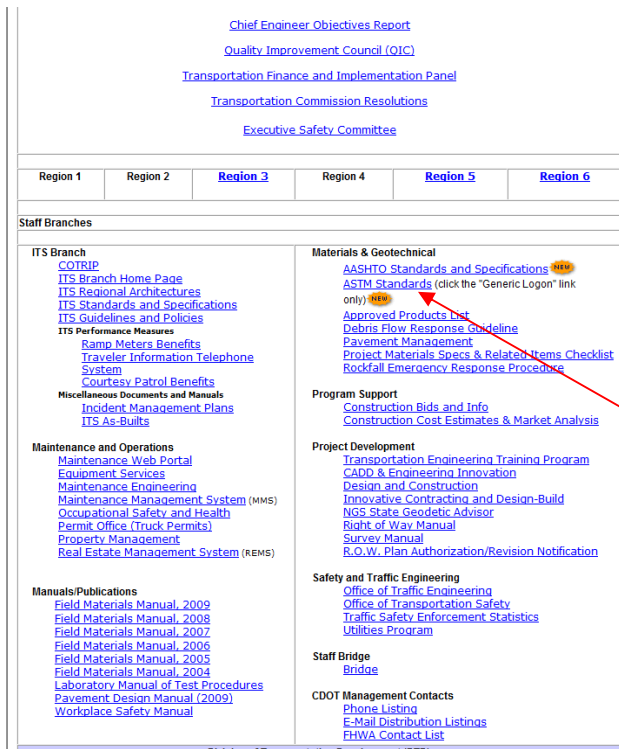 Chief Engineer Objectives Report
Quality Improvement Council (QIC)
Transportation Finance and Implementation Panel
Transportation Commission Resolutions
Executive Safety Committee
Region 1 Region 2 Region 3 Region 4 Region 5 Region 6
Staff Branches
ITS Branch
COTRIP
ITS Branch Home Page
ITS Regional Architectures
ITS Standards and Specifications
ITS Guidelines and Policies
ITS Performance Measures
Ramp Meters Benefits
Traveler Information Telephone
System
Courtesy Patrol Benefits
Miscellaneous Documents and Manuals
Incident Management Plans
ITS As-Builts
Maintenance and Operations
Maintenance Web Portal
Equipment Services
Maintenance Engineering
Maintenance Management System (MMS)
Occupational Safety and Health
Permit Office (Truck Permits)
Property Management
Real Estate Management System (REMS)
Manuals/Publications
Field Materials Manual, 2009
Field Materials Manual, 2008
Field Materials Manual, 2007
Field Materials Manual, 2006
Field Materials Manual, 2005
Field Materials Manual, 2004
Laboratory Manual of Test Procedures
Pavement Design Manual (2009)
Workplace Safety Manual
Materials & Geotechnical
AASHTO Standards and Specifications NEW
ASTM Standards (click the "Generic Logon" link
only) NEW
Approved Products List
Debris Flow Response Guideline
Pavement Management
Project Materials Specs & Related Items Checklist
Rockfall Emergency Response Procedure
Program Support
Construction Bids and Info
Construction Cost Estimates & Market Analysis
Project Development
Transportation Engineering Training Program
CADD & Engineering Innovation
Design and Construction
Innovative Contracting and Design-Build
NGS State Geodetic Advisor
Right of Way Manual
Survey Manual
R.O.W. Plan Authorization/Revision Notification
Safety and Traffic Engineering
Office of Traffic Engineering
Office of Transportation Safety
Traffic Safety Enforcement Statistics
Utilities Program
Staff Bridge
Bridge
CDOT Management Contacts
Phone Listing
E-Mail Distribution Listings
FHWA Contact List